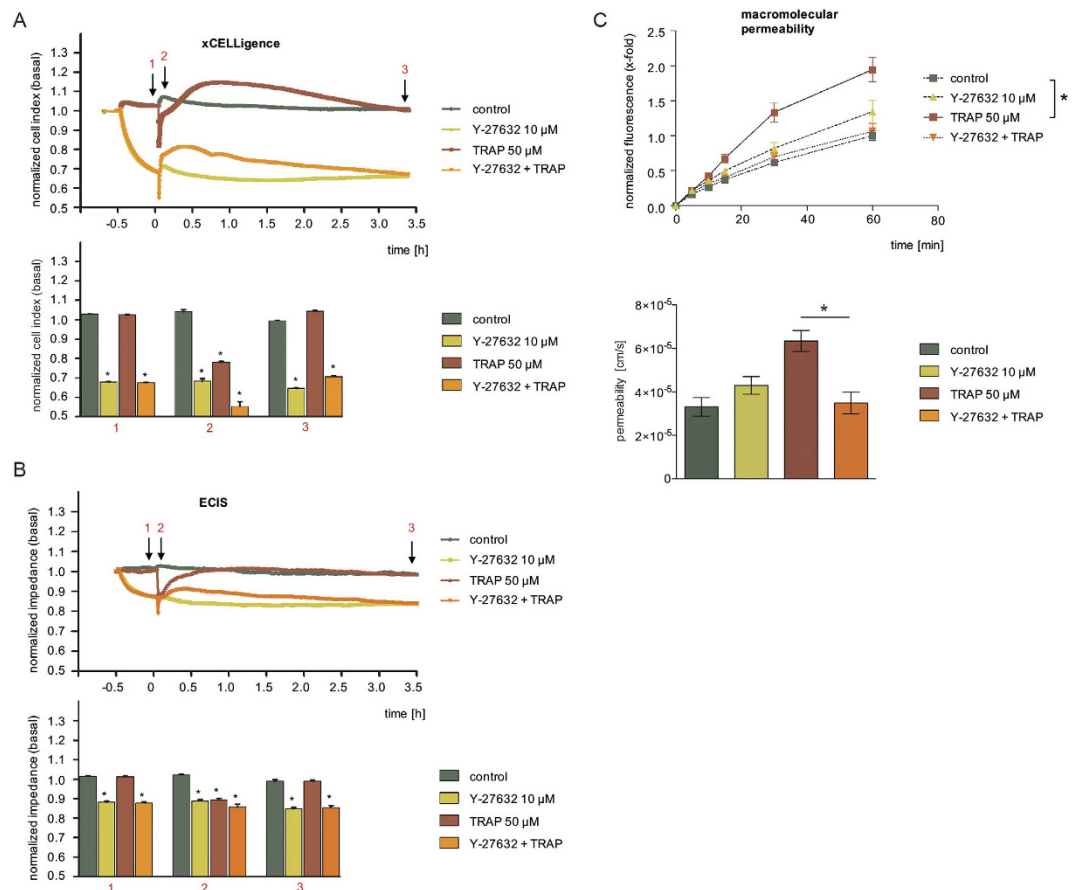 A
xCELLigence
normalized cell index (basal)
1.3
1.2
1.1
1.0
0.9
0.8
0.7
0.6
0.5
1
2
3
-0.5
0
0.5
1.0
1.5
2.0
2.5
3.0
3.5
time [h]
control
Y-27632 10 µM
TRAP 50 µM
Y-27632 + TRAP
normalized cell index (basal)
1.3
1.2
1.1
1.0
0.9
0.8
0.7
0.6
0.5
* * * * * * *
1
2
3
control
Y-27632 10 µM
TRAP 50 µM
Y-27632 + TRAP
B
ECIS
normalized impedance (basal)
1.3
1.2
1.1
1.0
0.9
0.8
0.7
0.6
0.5
1
2
3
-0.5
0
0.5
1.0
1.5
2.0
2.5
3.0
3.5
time [h]
control
Y-27632 10 µM
TRAP 50 µM
Y-27632 + TRAP
normalized impedance (basal)
1.3
1.2
1.1
1.0
0.9
0.8
0.7
0.6
0.5
* * * * * * *
1
2
3
control
Y-27632 10 µM
TRAP 50 µM
Y-27632 + TRAP
C
macromolecular
permeability
normalized fluorescence (x-fold)
2.5
2.0
1.5
1.0
0.5
0.0
0
20
40
60
80
time [min]
control
Y-27632 10 µM
TRAP 50 µM
Y-27632 + TRAP
*
permeability [cm/s]
8×10-5
6×10-5
4×10-5
2×10-5
0
*
control
Y-27632 10 µM
TRAP 50 µM
Y-27632 + TRAP